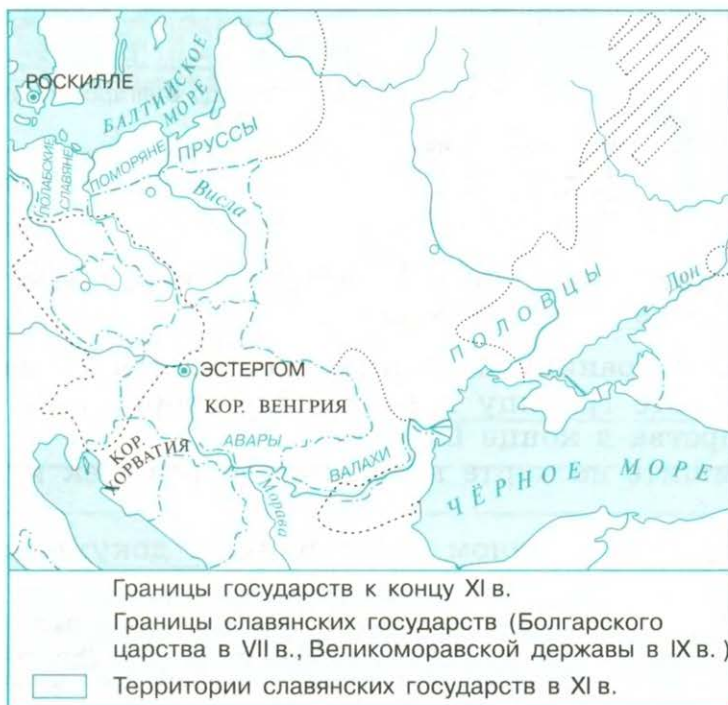 РОСКИЛЛЕ
БАЛТИЙСКОЕ
МОРЕ
ПОЛАБСКИЕ
СЛАВЯНЕ
ПОМОРЯНЕ
ПРУССЫ
Висла
ПОЛОВЦЫ
Дон
ЭСТЕРГОМ
КОР. ВЕНГРИЯ
КОР.
ХОРВАТИЯ
АВАРЫ
ВАЛАХИ
Морава
ЧЁРНОЕ МОРЕ
Границы государств к концу XI в.
Границы славянских государств (Болгарского
царства в VII в., Великоморавской державы в IX в. )
Территории славянских государств в XI в.